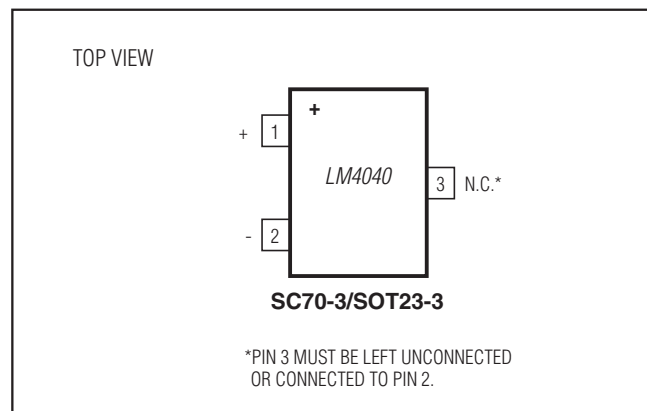 TOP VIEW
+
+ 1
LM4040
3 N.C.*
- 2
SC70-3/SOT23-3
*PIN 3 MUST BE LEFT UNCONNECTED
OR CONNECTED TO PIN 2.